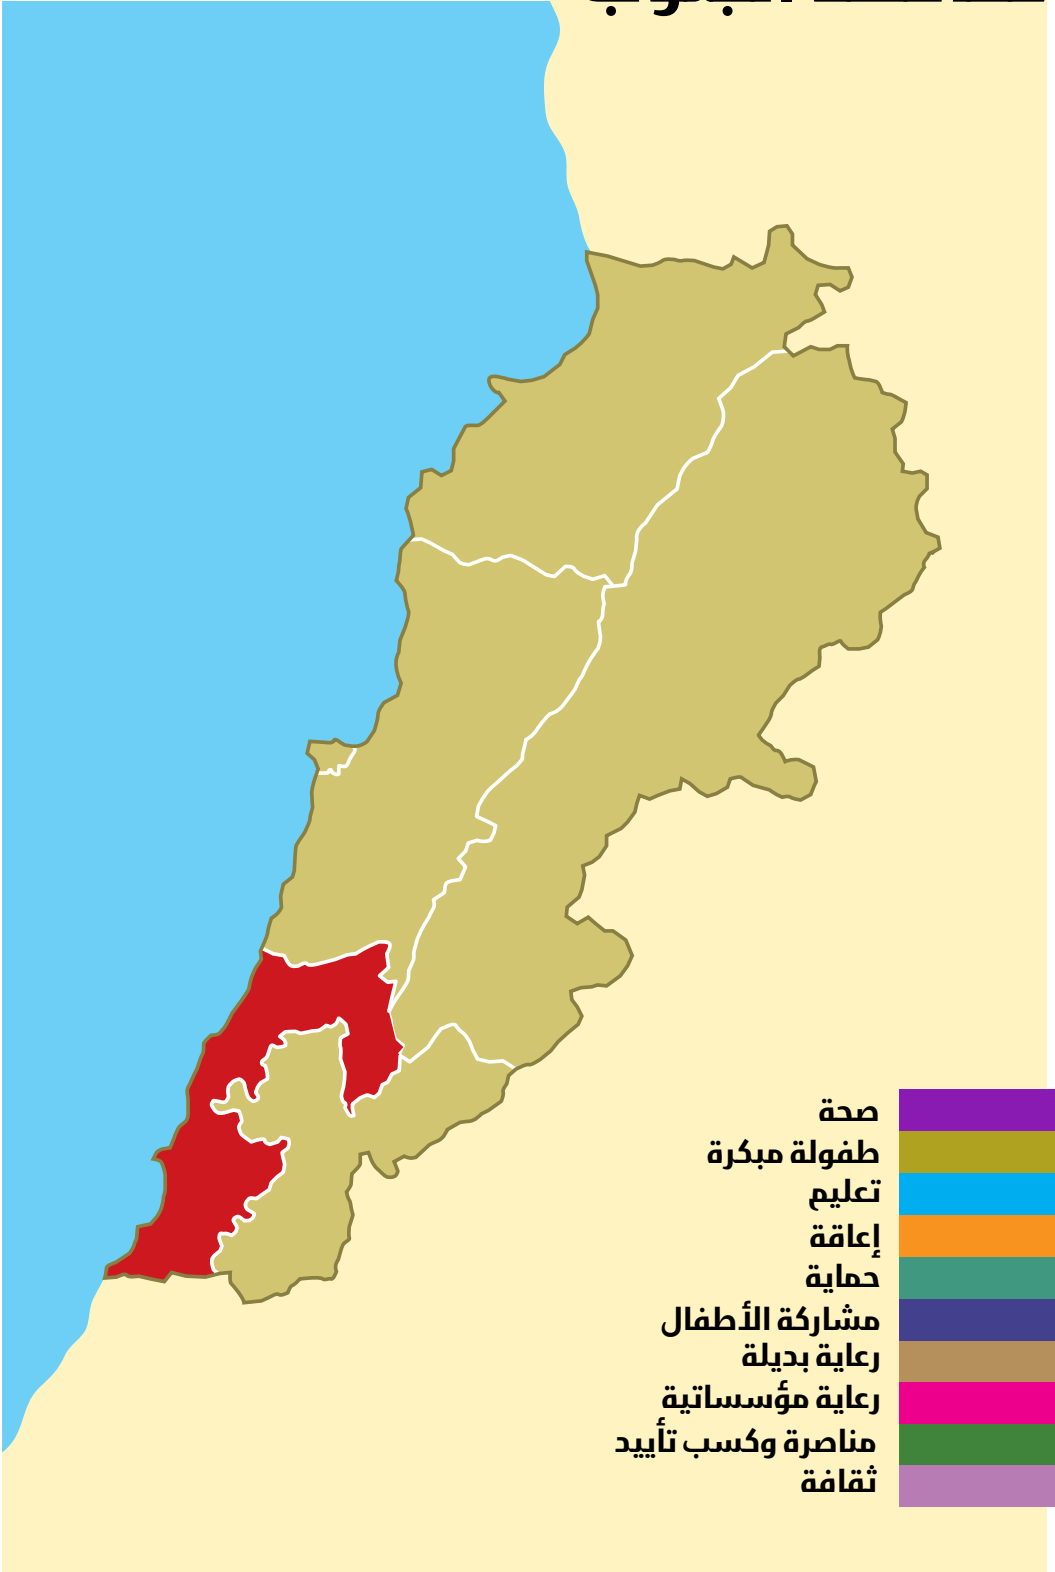 صحة
طفولة مبكرة
تعليم
إعاقة
حماية
مشاركة الأطفال
رعاية بديلة
رعاية مؤسساتية
مناصرة وكسب تأييد
ثقافة